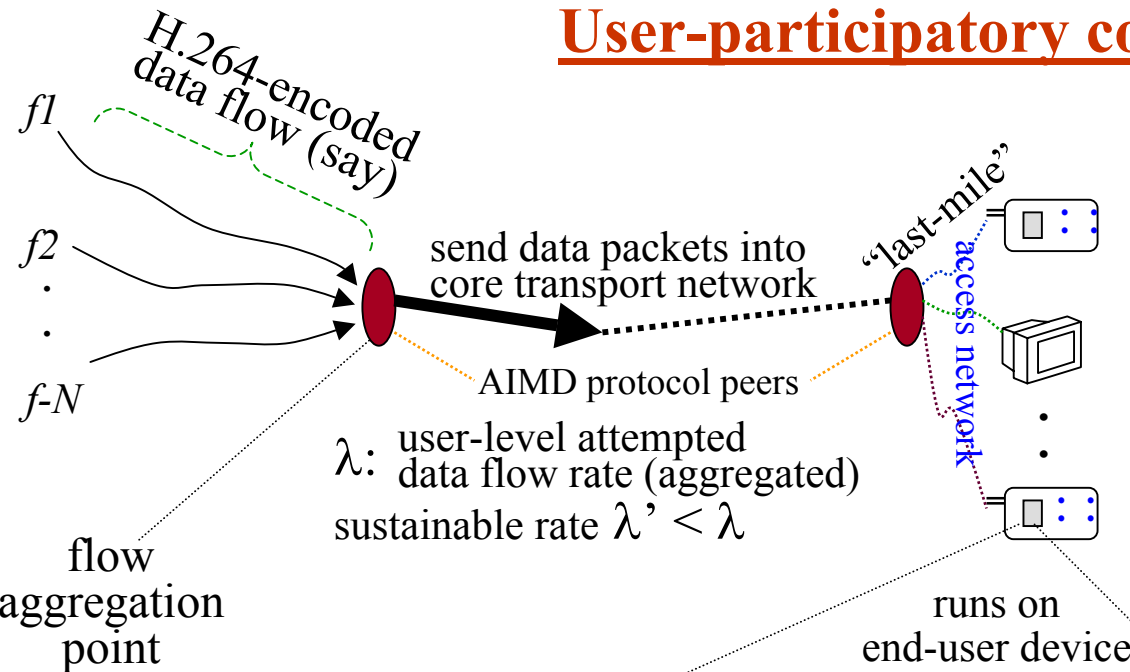 User-participatory co
H.264-encoded
data flow (say)
f1
f2
.
.
f-N
send data packets into
core transport network
“last-mile”
access network
AIMD protocol peers
λ: user-level attempted
data flow rate (aggregated)
sustainable rate λ’ < λ
flow
aggregation
point
runs on
end-user device